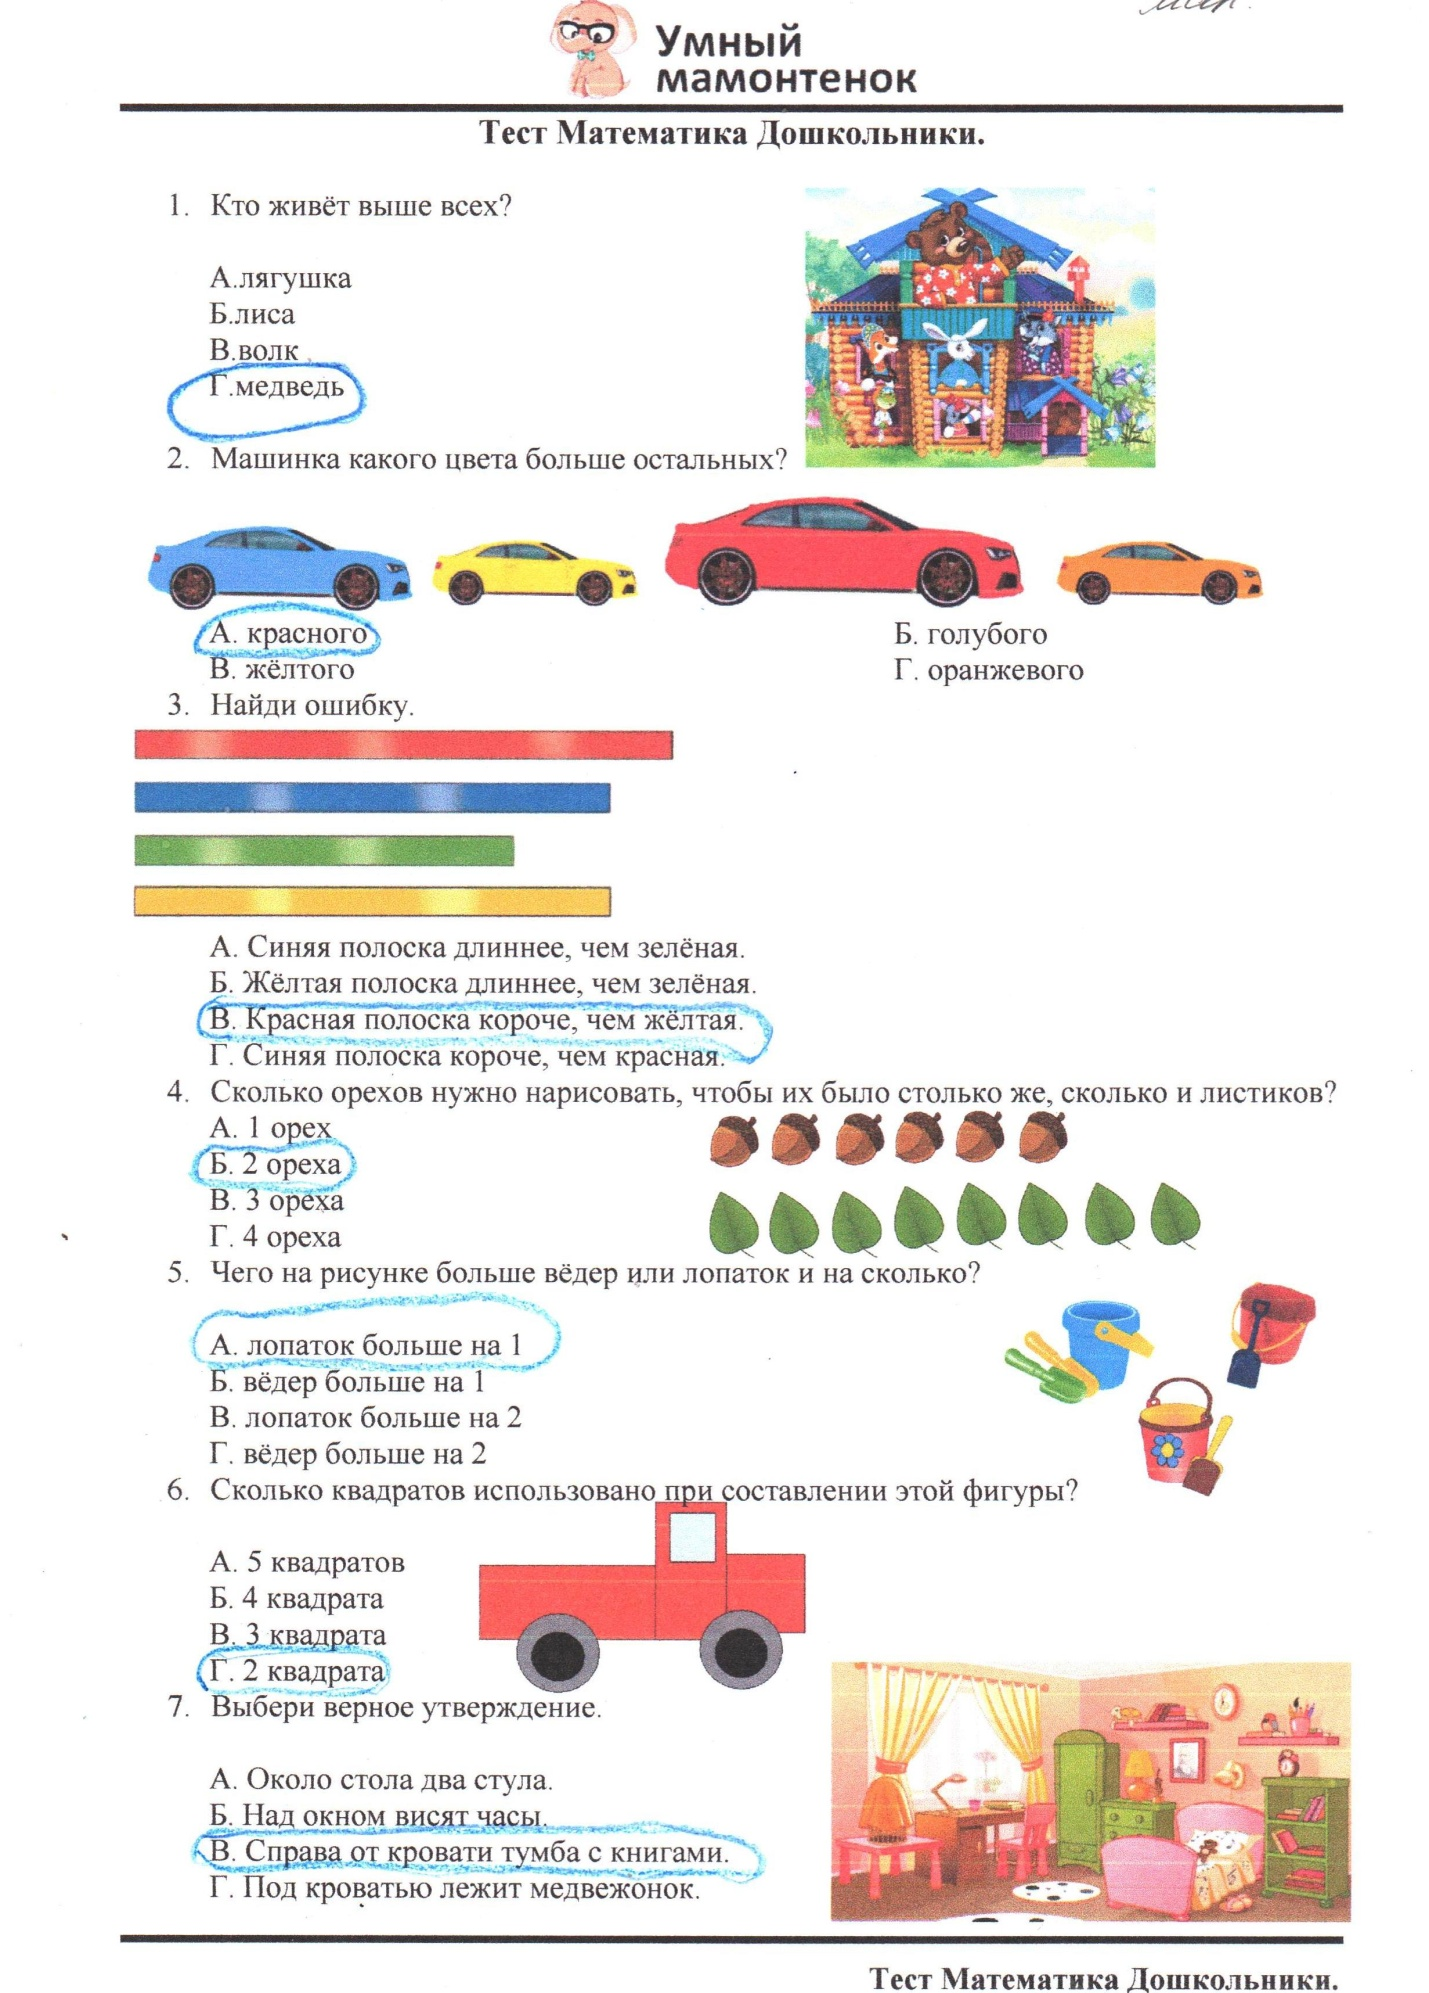 Умный
мамонтенок
Тест Математика Дошкольники.
1. Кто живёт выше всех?
А.лягушка
Б.лиса
В.волк
Г.медведь
2. Машинка какого цвета больше остальных?
А. красного Б. голубого
В. жёлтого Г. оранжевого
3. Найди ошибку.
А. Синяя полоска длиннее, чем зелёная.
Б. Жёлтая полоска длиннее, чем зелёная.
В. Красная полоска короче, чем жёлтая.
Г. Синяя полоска короче, чем красная.
4. Сколько орехов нужно нарисовать, чтобы их было столько же, сколько и листиков?
А. 1 орех
Б. 2 ореха
В. 3 ореха
Г. 4 ореха
5. Чего на рисунке больше вёдер или лопаток и на сколько?
А. лопаток больше на 1
Б. вёдер больше на 1
В. лопаток больше на 2
Г. вёдер больше на 2
6. Сколько квадратов использовано при составлении этой фигуры?
А. 5 квадратов
Б. 4 квадрата
В. 3 квадрата
Г. 2 квадрата
7. Выбери верное утверждение.
А. Около стола два стула.
Б. Над окном висят часы.
В. Справа от кровати тумба с книгами.
Г. Под кроватью лежит медвежонок.
Тест Математика Дошкольники.